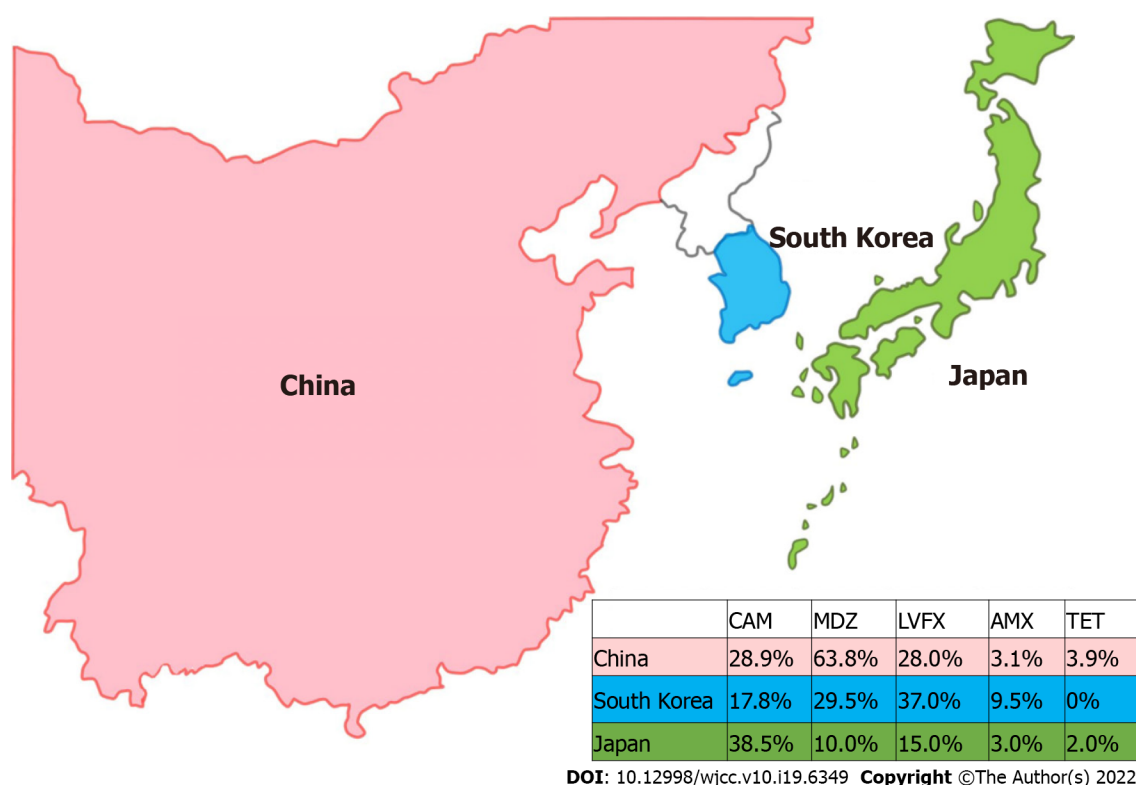 South Korea
China
Japan
CAM MDZ LVFX AMX TET
China 28.9% 63.8% 28.0% 3.1% 3.9%
South Korea 17.8% 29.5% 37.0% 9.5% 0%
Japan 38.5% 10.0% 15.0% 3.0% 2.0%
DOI: 10.12998/wjcc.v10.i19.6349 Copyright ©The Author(s) 2022